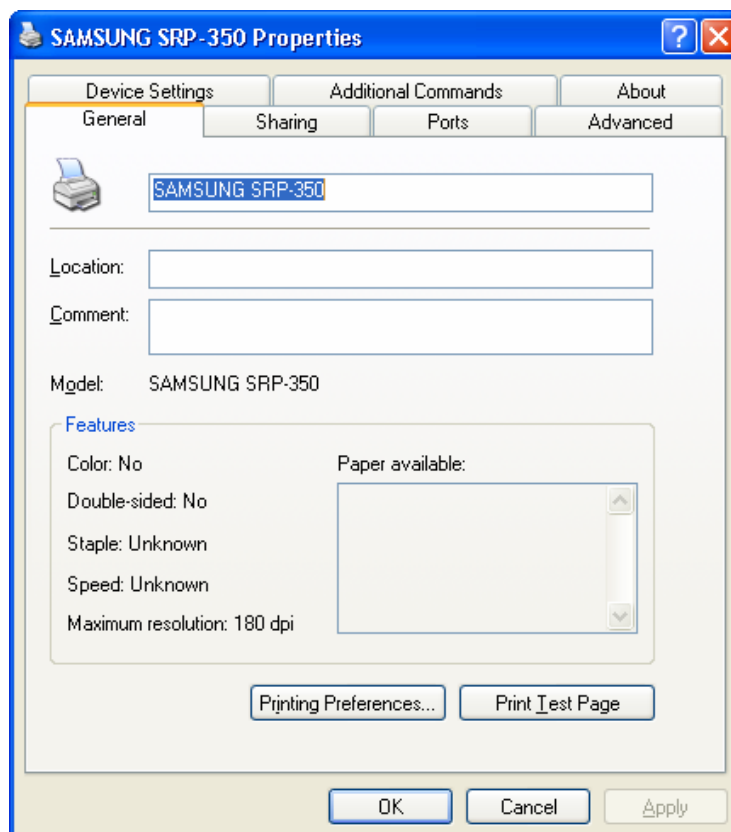 SAMSUNG SRP-350 Properties
Device Settings Additional Commands About
General Sharing Ports Advanced
SAMSUNG SRP-350
Location:
Comment:
Model: SAMSUNG SRP-350
Features
Color: No Paper available:
Double-sided: No
Staple: Unknown
Speed: Unknown
Maximum resolution: 180 dpi
Printing Preferences... Print Test Page
OK Cancel Apply